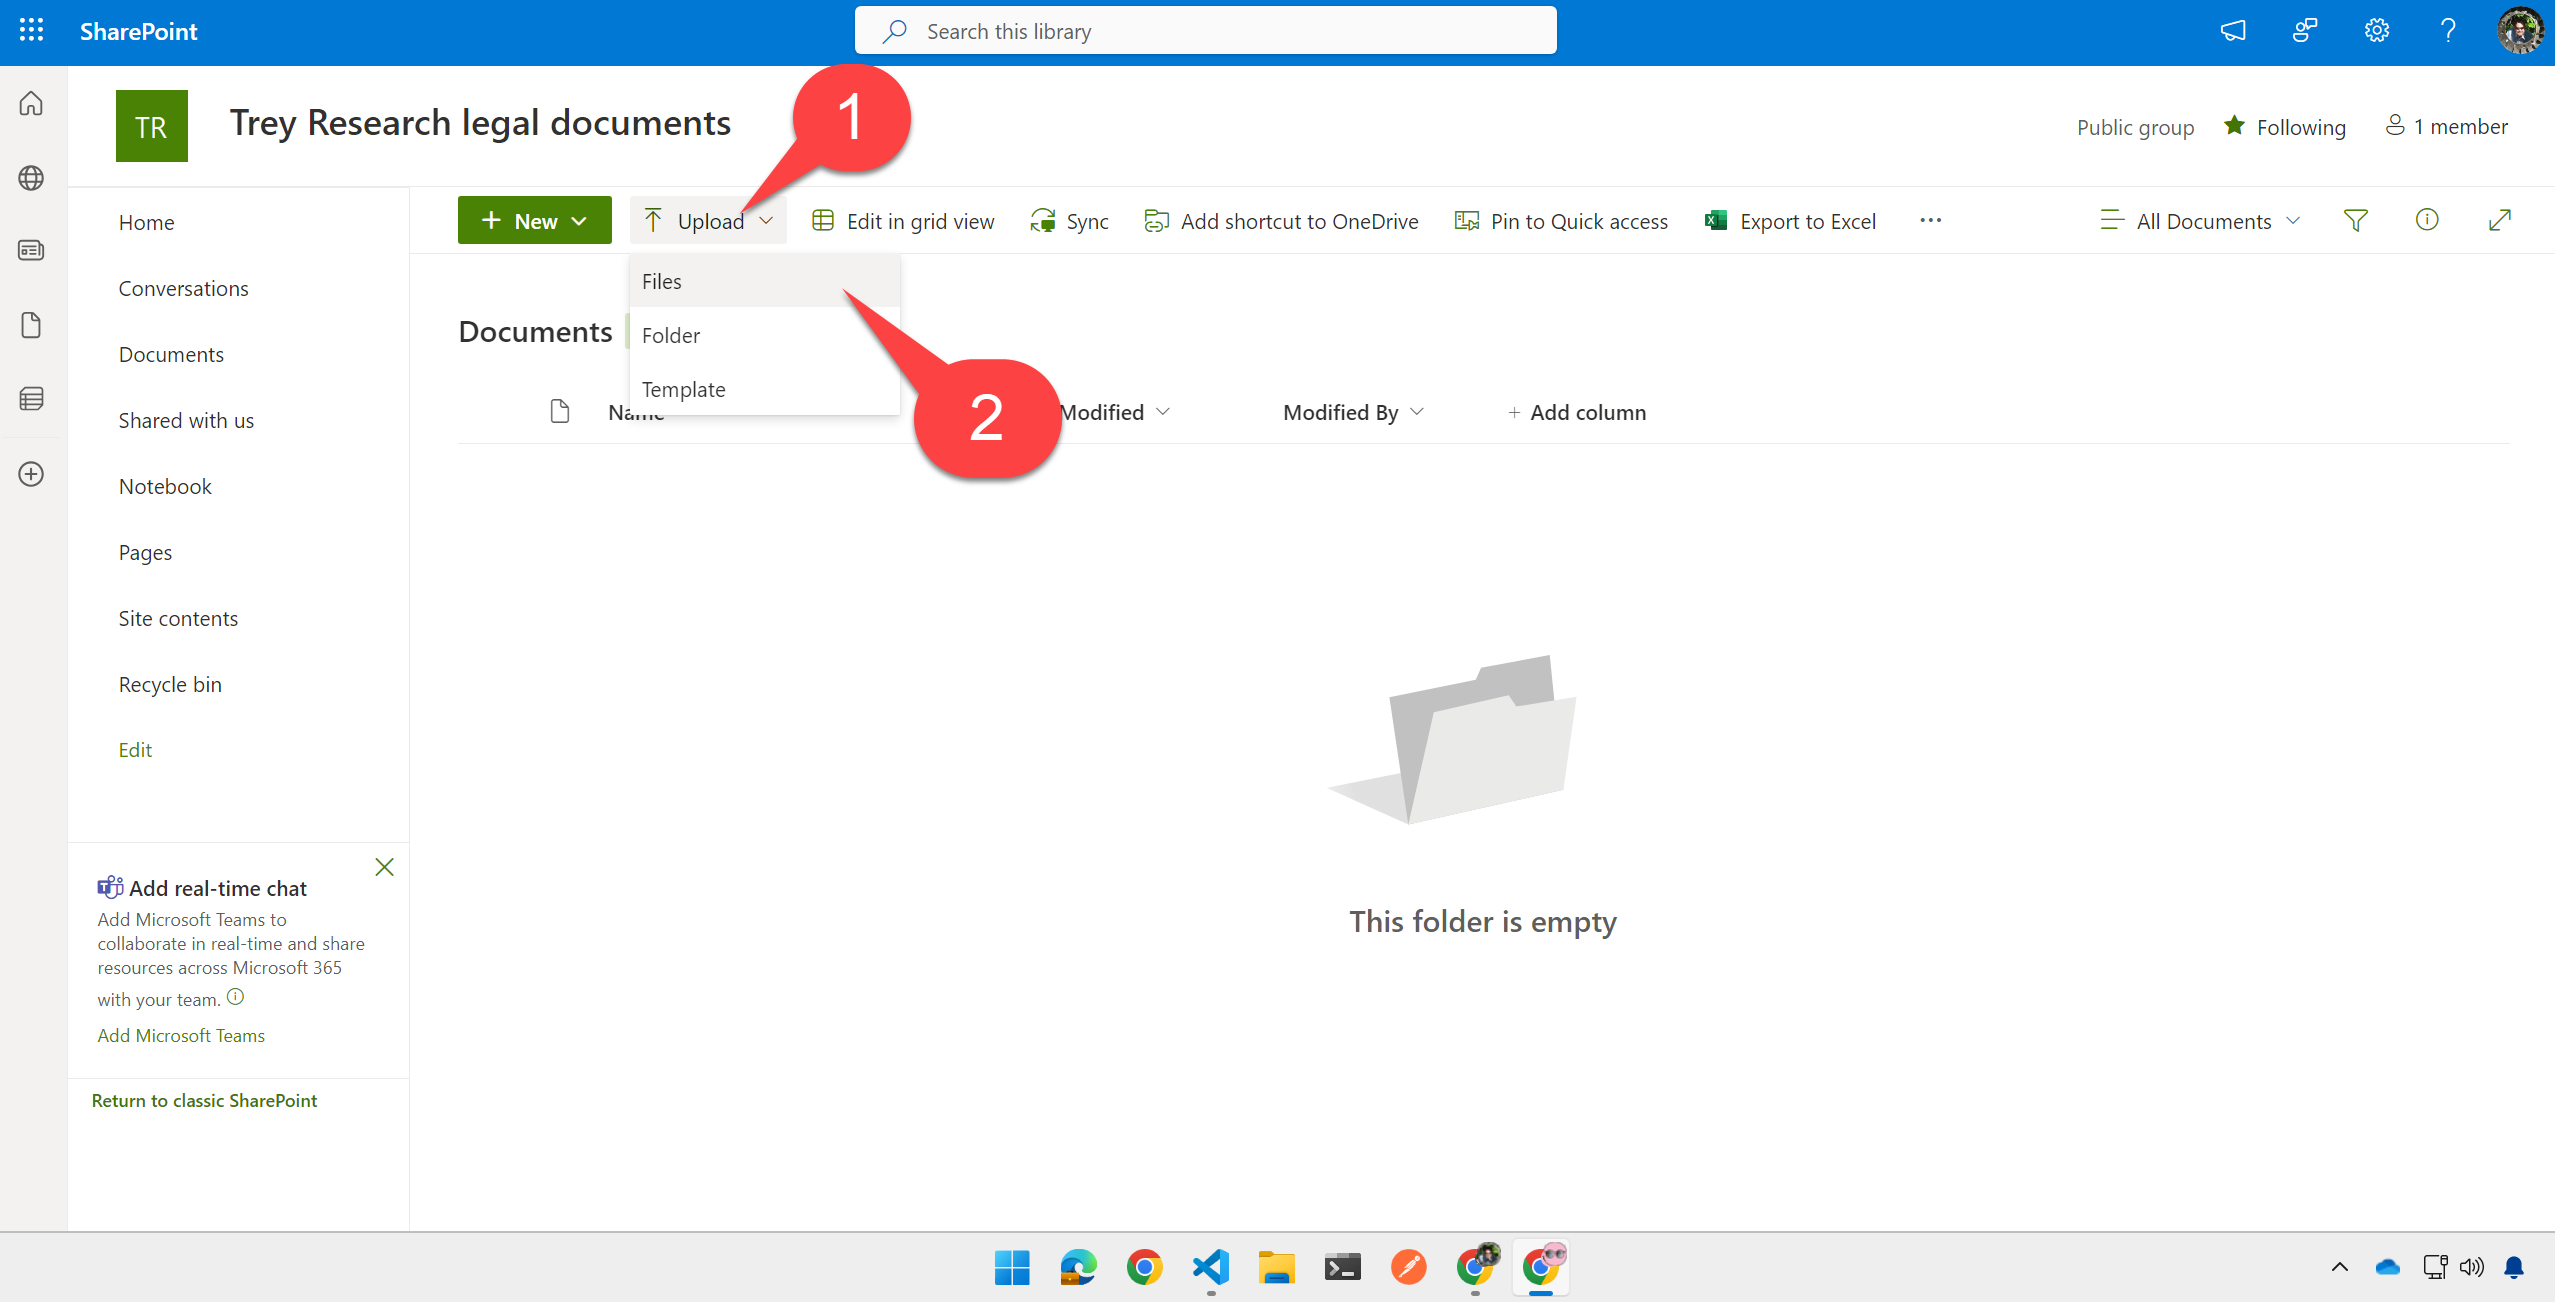 SharePoint
Search this library
TR
Trey Research legal documents
1
Public group
Following
1 member
Home
Conversations
Documents
Shared with us
Notebook
Pages
Site contents
Recycle bin
Edit
New
Upload
Edit in grid view
Sync
Add shortcut to OneDrive
Pin to Quick access
Export to Excel
All Documents
Files
Folder
Template
2
Documents
Name
Modified
Modified By
Add column
This folder is empty
Add real-time chat
Add Microsoft Teams to
collaborate in real-time and share
resources across Microsoft 365
with your team.
Add Microsoft Teams
Return to classic SharePoint